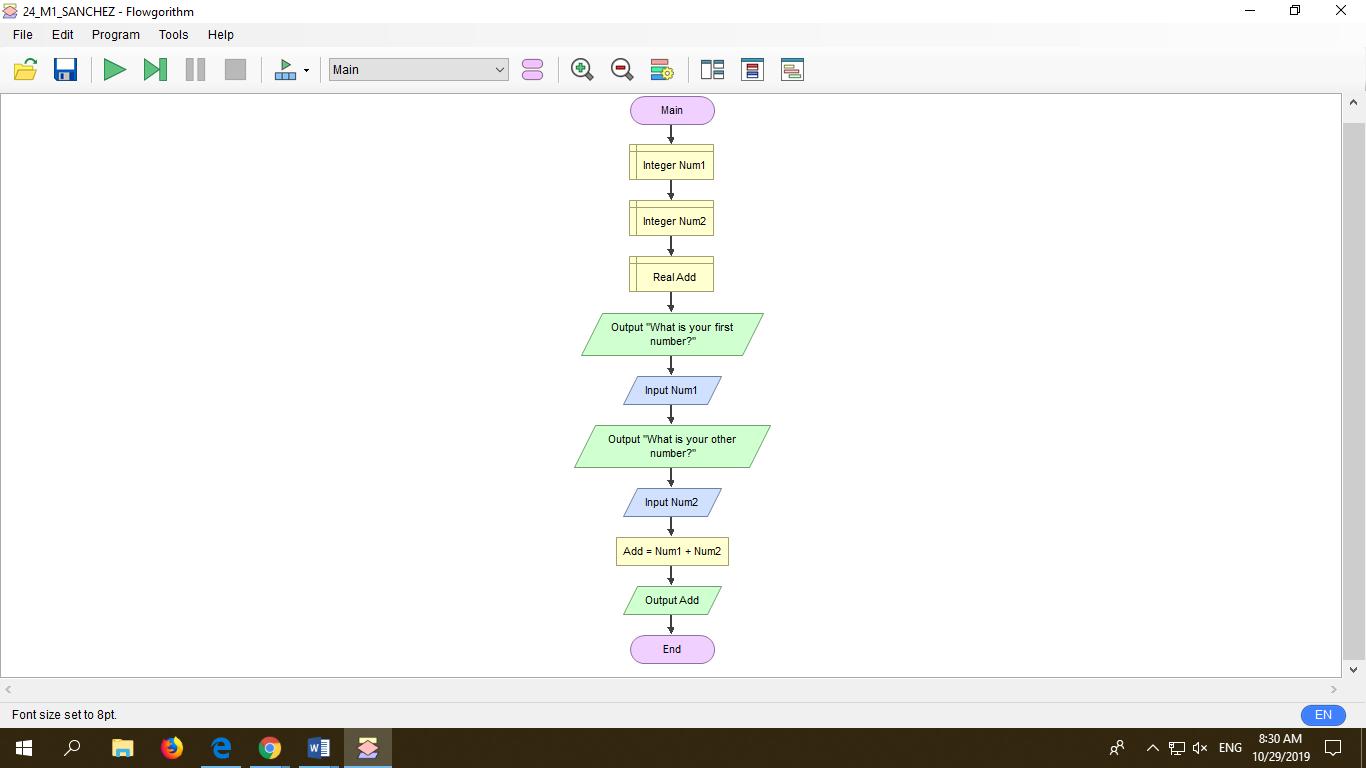 24_M1_SANCHEZ - Flowgorithm
File Edit Program Tools Help
Main
Main
Integer Num1
Integer Num2
Real Add
Output "What is your first
number?"
Input Num1
Output "What is your other
number?"
Input Num2
Add = Num1 + Num2
Output Add
End
Font size set to 8pt.
EN
ENG
8:30 AM
10/29/2019